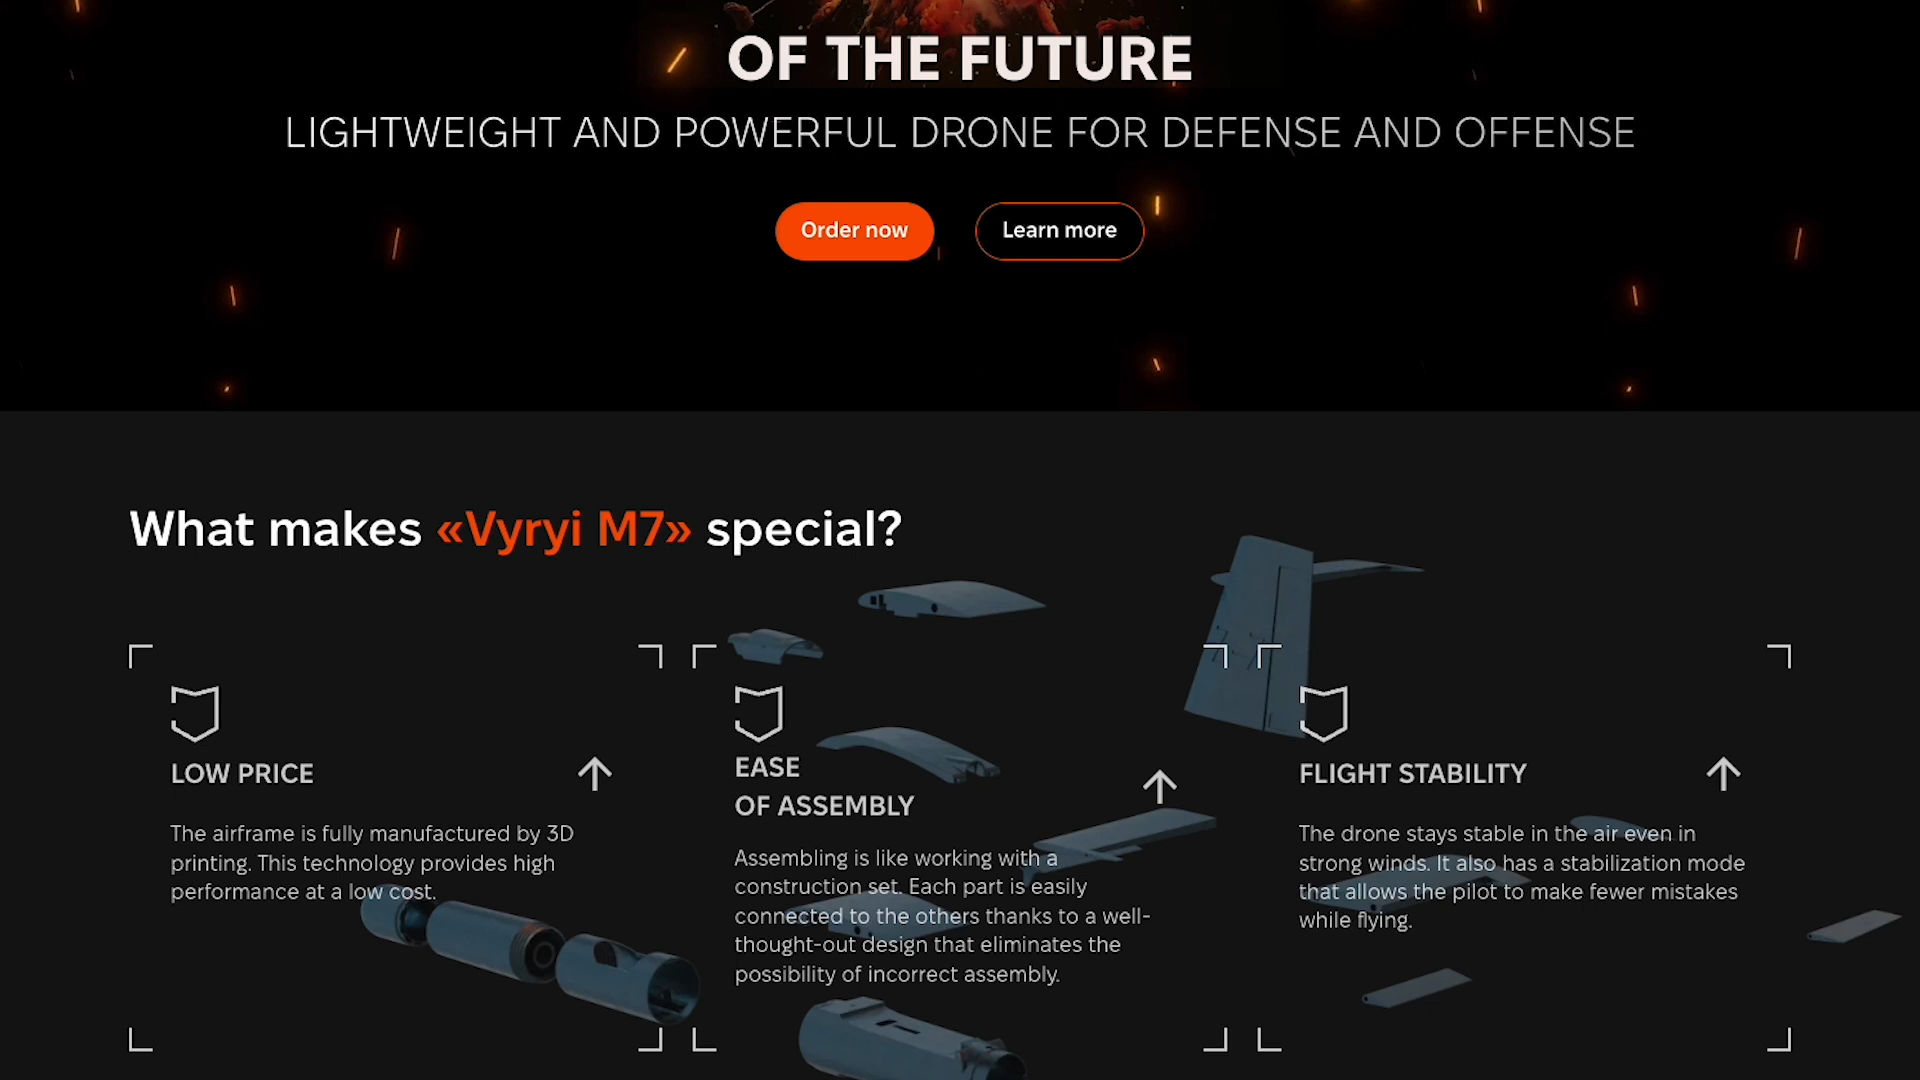 OF THE FUTURE
LIGHTWEIGHT AND POWERFUL DRONE FOR DEFENSE AND OFFENSE
Order now
Learn more
What makes «Vyryi M7» special?
LOW PRICE
The airframe is fully manufactured by 3D
printing. This technology provides high
performance at a low cost.
EASE
OF ASSEMBLY
Assembling is like working with a
construction set. Each part is easily
connected to the others thanks to a well-
thought-out design that eliminates the
possibility of incorrect assembly.
FLIGHT STABILITY
The drone stays stable in the air even in
strong winds. It also has a stabilization mode
that allows the pilot to make fewer mistakes
while flying.